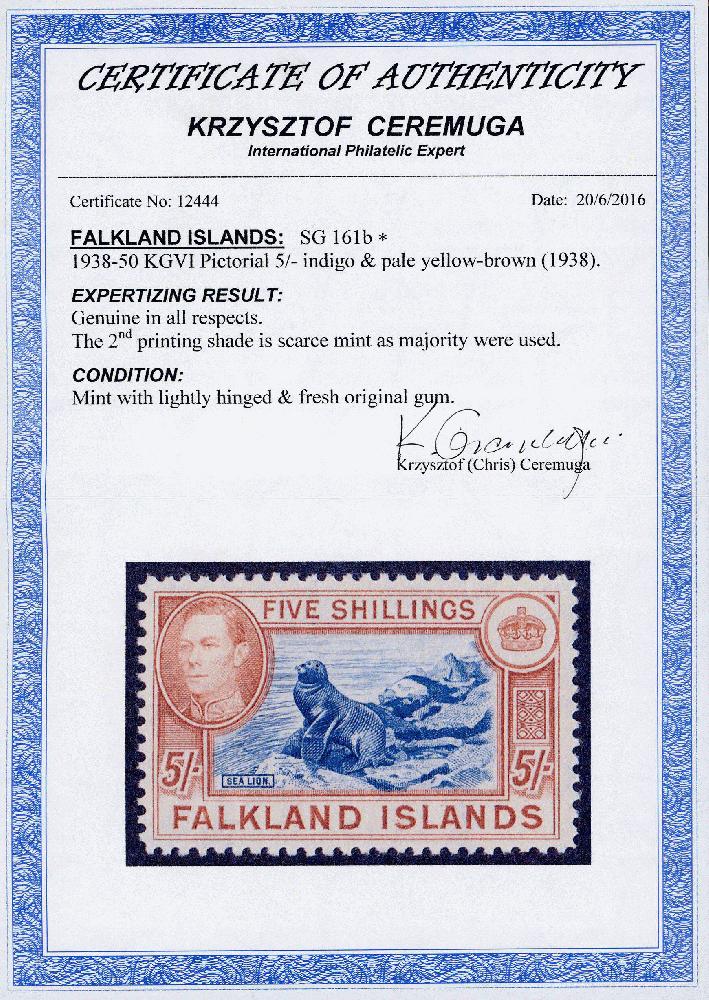 CERTIFICATE OF AUTHENTICITY
KRZYSZTOF CEREMUGA
International Philatelic Expert
Certificate No: 12444 Date: 20/6/2016
FALKLAND ISLANDS: SG 161b *
1938-50 KGVI Pictorial 5/- indigo & pale yellow-brown (1938).
EXPERTIZING RESULT:
Genuine in all respects.
The 2nd printing shade is scarce mint as majority were used.
CONDITION:
Mint with lightly hinged & fresh original gum.
K. Ceremuga
Krzysztof (Chris) Ceremuga
FIVE SHILLINGS
SEA LION.
5/- 5/-
FALKLAND ISLANDS